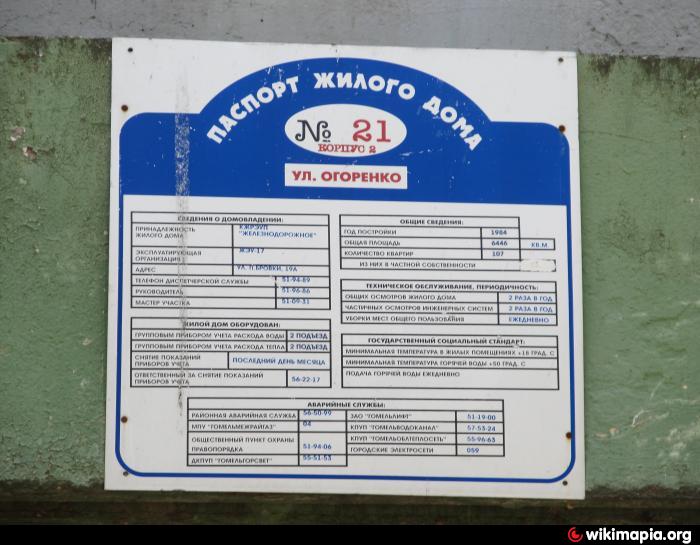 ПАСПОРТ ЖИЛОГО ДОМА
№ 21
КОРПУС 2
УЛ. ОГОРЕНКО
СВЕДЕНИЯ О ДОМОВЛАДЕНИИ:
ПРИНАДЛЕЖНОСТЬ ЖИЛОГО ДОМА КЖРЭУП "ЖЕЛЕЗНОДОРОЖНОЕ"
ЭКСПЛУАТИРУЮЩАЯ ОРГАНИЗАЦИЯ ЖЭУ-17
АДРЕС УЛ. П.БРОВКИ, 19А
ТЕЛЕФОН ДИСПЕТЧЕРСКОЙ СЛУЖБЫ 51-94-89
РУКОВОДИТЕЛЬ 51-96-86
МАСТЕР УЧАСТКА 51-09-31
ЖИЛОЙ ДОМ ОБОРУДОВАН:
ГРУППОВЫМ ПРИБОРОМ УЧЕТА РАСХОДА ВОДЫ 2 ПОДЪЕЗД
ГРУППОВЫМ ПРИБОРОМ УЧЕТА РАСХОДА ТЕПЛА 2 ПОДЪЕЗД
СНЯТИЕ ПОКАЗАНИЙ ПРИБОРОВ УЧЕТА ПОСЛЕДНИЙ ДЕНЬ МЕСЯЦА
ОТВЕТСТВЕННЫЙ ЗА СНЯТИЕ ПОКАЗАНИЙ ПРИБОРОВ УЧЕТА 56-22-17
ОБЩИЕ СВЕДЕНИЯ:
ГОД ПОСТРОЙКИ 1984
ОБЩАЯ ПЛОЩАДЬ 6446 КВ.М.
КОЛИЧЕСТВО КВАРТИР 107
ИЗ НИХ В ЧАСТНОЙ СОБСТВЕННОСТИ
ТЕХНИЧЕСКОЕ ОБСЛУЖИВАНИЕ, ПЕРИОДИЧНОСТЬ:
ОБЩИХ ОСМОТРОВ ЖИЛОГО ДОМА 2 РАЗА В ГОД
ЧАСТИЧНЫХ ОСМОТРОВ ИНЖЕНЕРНЫХ СИСТЕМ 2 РАЗА В ГОД
УБОРКИ МЕСТ ОБЩЕГО ПОЛЬЗОВАНИЯ ЕЖЕДНЕВНО
ГОСУДАРСТВЕННЫЙ СОЦИАЛЬНЫЙ СТАНДАРТ:
МИНИМАЛЬНАЯ ТЕМПЕРАТУРА В ЖИЛЫХ ПОМЕЩЕНИЯХ +18 ГРАД. С
МИНИМАЛЬНАЯ ТЕМПЕРАТУРА ГОРЯЧЕЙ ВОДЫ +50 ГРАД. С
ПОДАЧА ГОРЯЧЕЙ ВОДЫ ЕЖЕДНЕВНО
АВАРИЙНЫЕ СЛУЖБЫ:
РАЙОННАЯ АВАРИЙНАЯ СЛУЖБА 56-50-99
МПУ "ГОМЕЛЬМЕЖРАЙГАЗ" 04
ОБЩЕСТВЕННЫЙ ПУНКТ ОХРАНЫ ПРАВОПОРЯДКА 51-94-06
ДКПУП "ГОМЕЛЬГОРСВЕТ" 55-51-53
ЗАО "ГОМЕЛЬЛИФТ" 51-19-00
КПУП "ГОМЕЛЬВОДОКАНАЛ" 57-53-24
КПУП "ГОМЕЛЬОБЛТЕПЛОСЕТЬ" 55-96-63
ГОРОДСКИЕ ЭЛЕКТРОСЕТИ 059
wikimapia.org